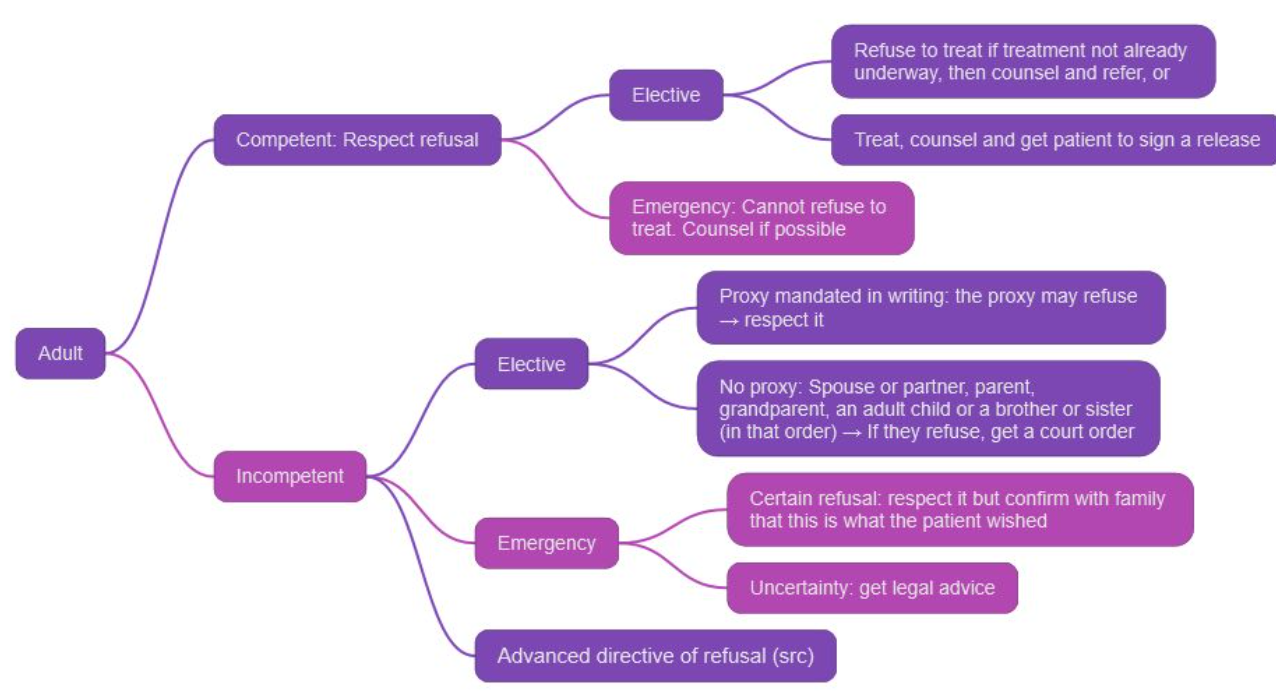 Adult
Competent: Respect refusal
Elective
Refuse to treat if treatment not already
underway, then counsel and refer, or
Treat, counsel and get patient to sign a release
Emergency: Cannot refuse to
treat. Counsel if possible
Incompetent
Elective
Proxy mandated in writing: the proxy may refuse
→ respect it
No proxy: Spouse or partner, parent,
grandparent, an adult child or a brother or sister
(in that order) → If they refuse, get a court order
Emergency
Certain refusal: respect it but confirm with family
that this is what the patient wished
Uncertainty: get legal advice
Advanced directive of refusal (src)